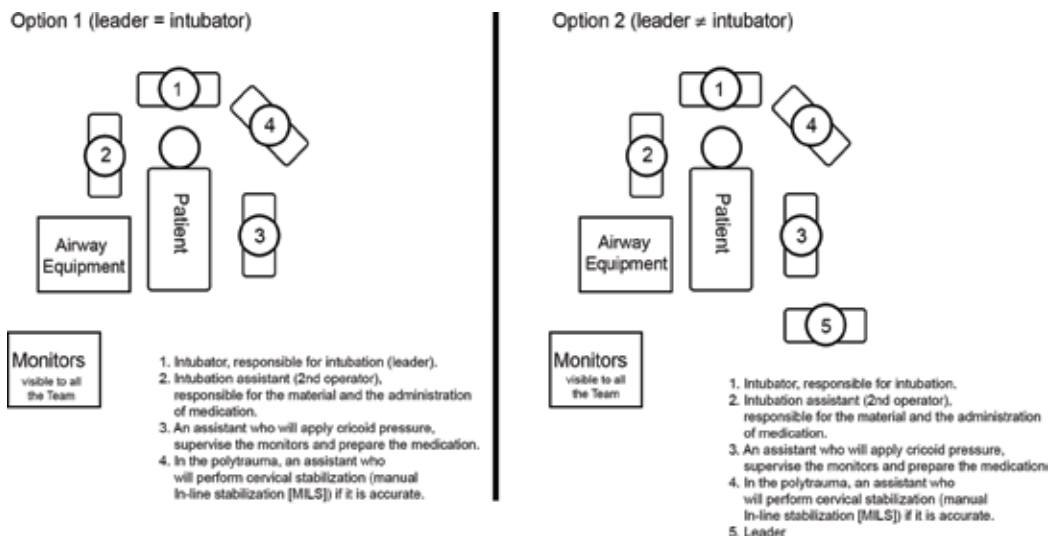 Option 1 (leader = intubator)
1
4
2
Patient
3
Airway
Equipment
Monitors
visible to all
the Team
1. Intubator, responsible for intubation (leader).
2. Intubation assistant (2nd operator),
responsible for the material and the administration
of medication.
3. An assistant who will apply cricoid pressure,
supervise the monitors and prepare the medication.
4. In the polytrauma, an assistant who
will perform cervical stabilization (manual
In-line stabilization [MILS]) if it is accurate.
Option 2 (leader ≠ intubator)
1
4
2
Patient
3
Airway
Equipment
5
Monitors
visible to all
the Team
1. Intubator, responsible for intubation.
2. Intubation assistant (2nd operator),
responsible for the material and the administration
of medication.
3. An assistant who will apply cricoid pressure,
supervise the monitors and prepare the medication
4. In the polytrauma, an assistant who
will perform cervical stabilization (manual
In-line stabilization [MILS]) if it is accurate.
5. Leader